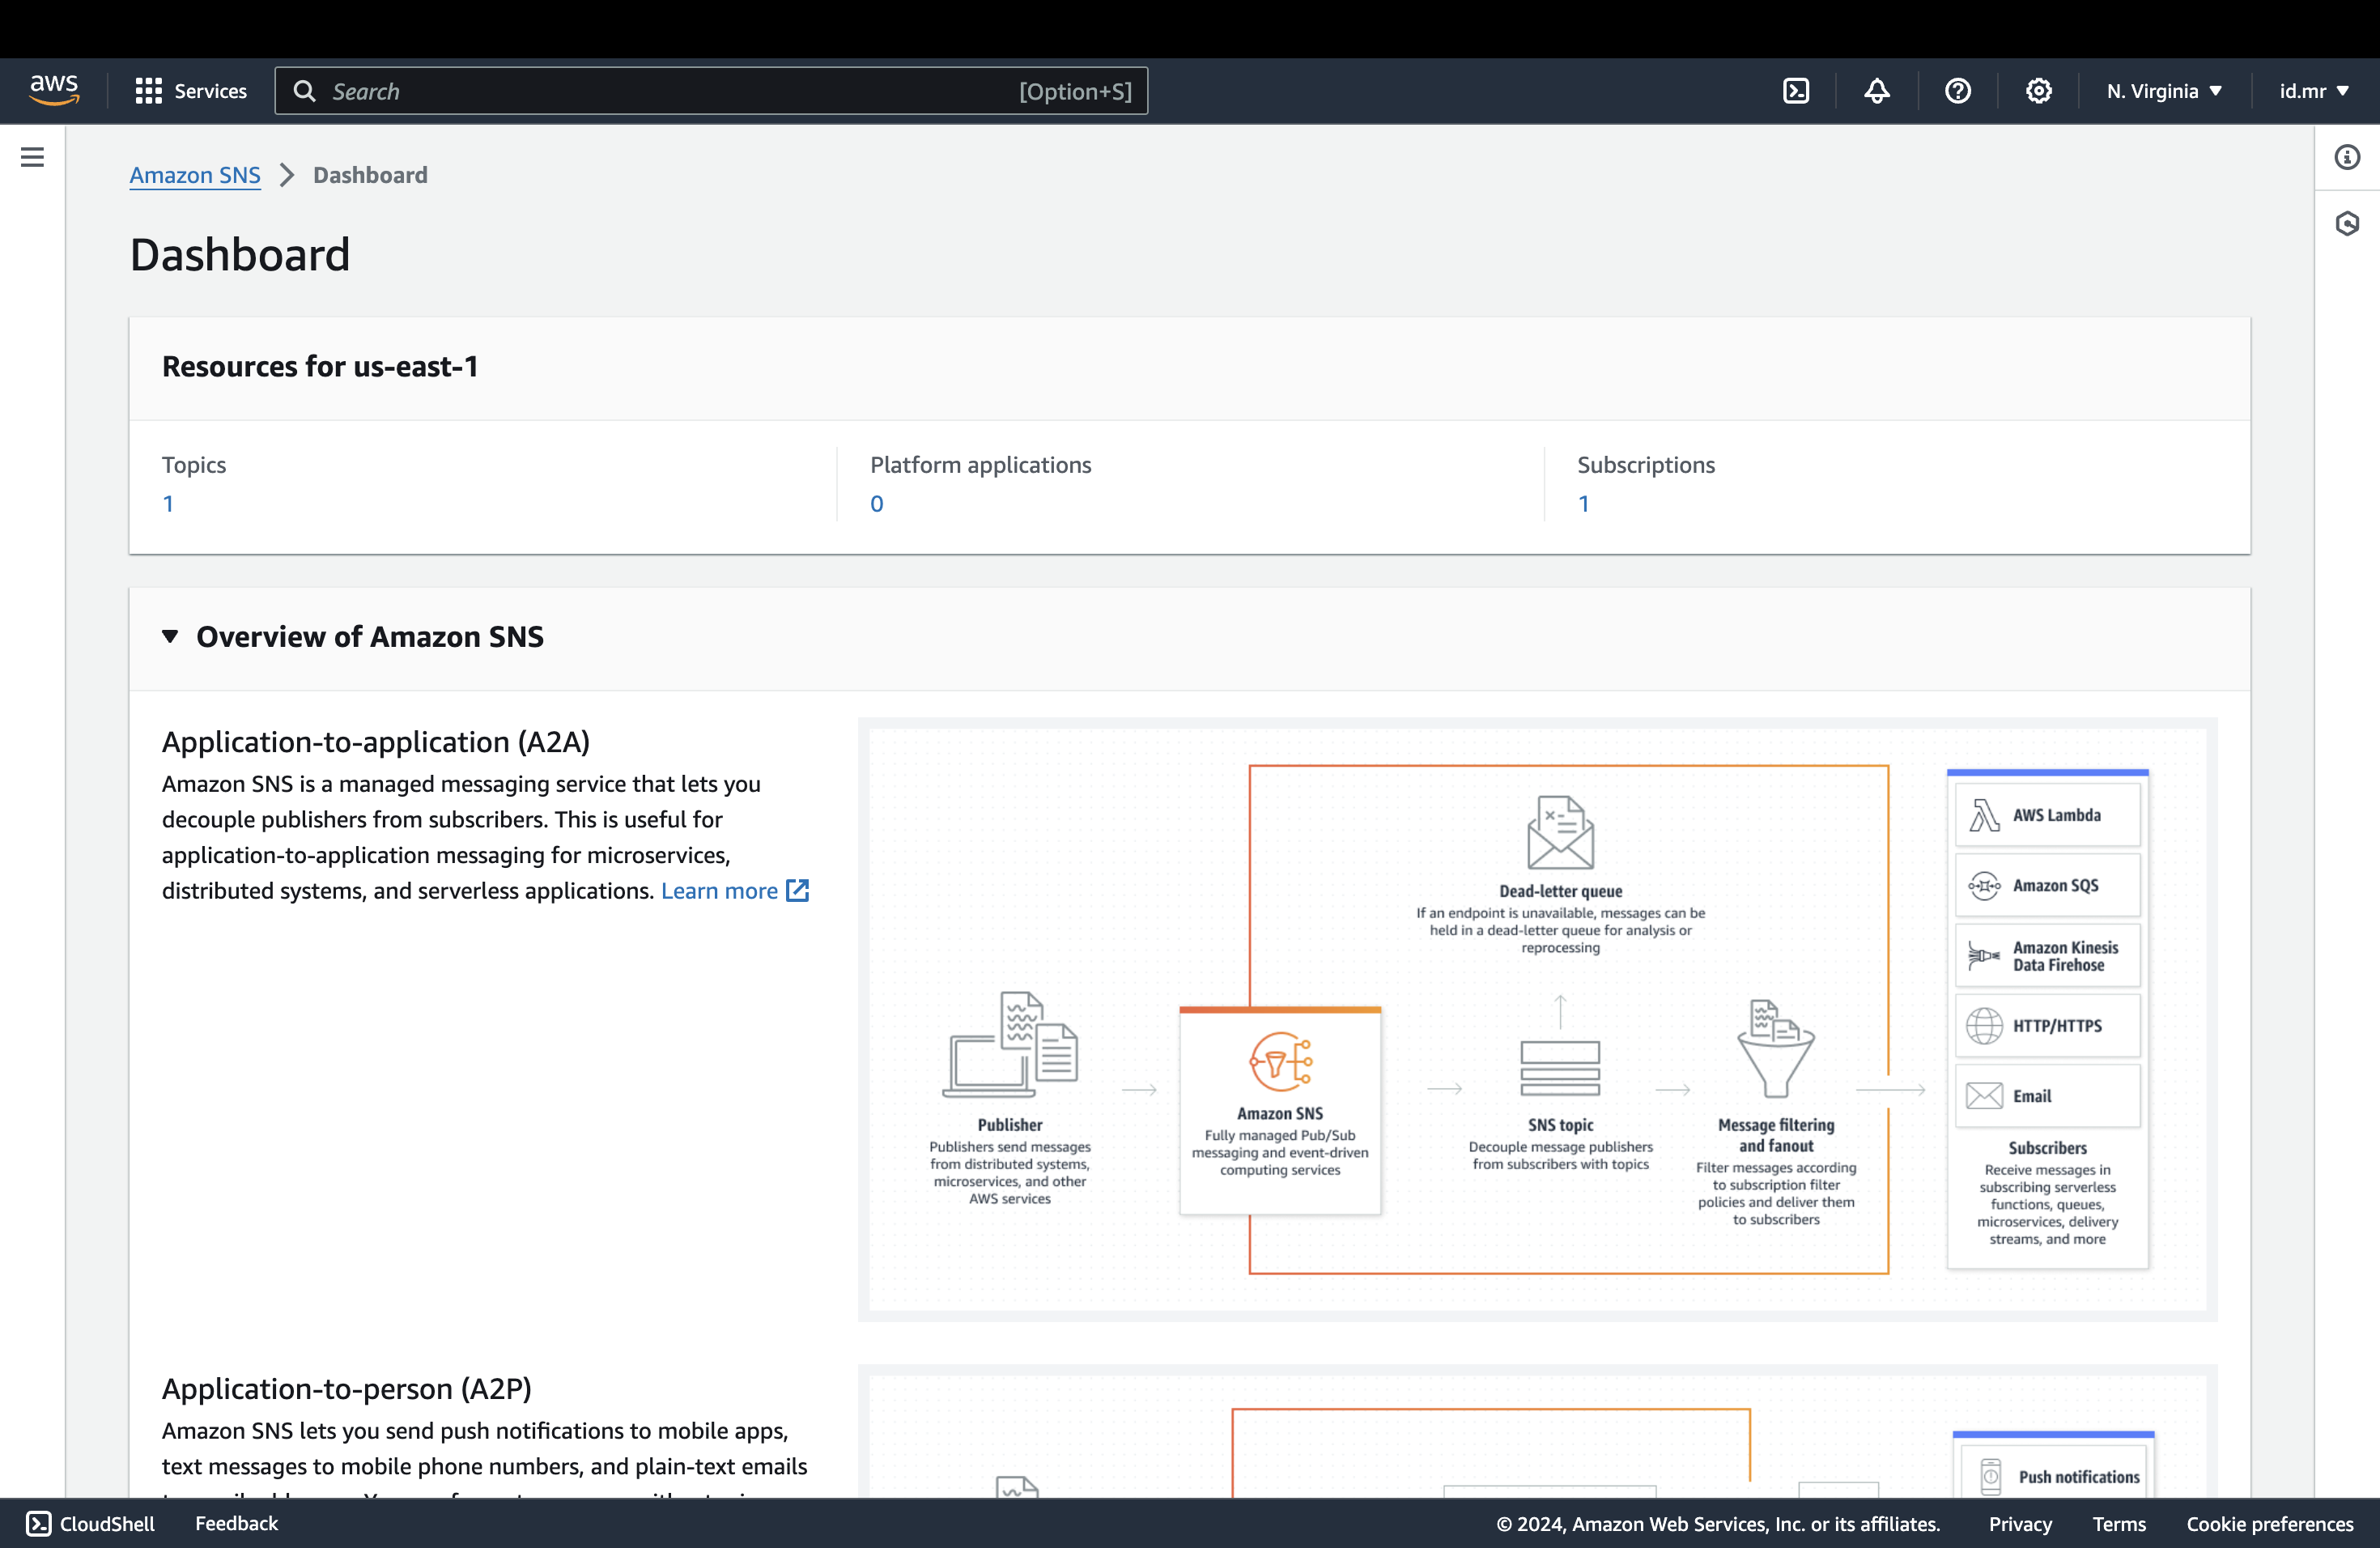 aws
Services
Search
[Option+S]
N. Virginia
id.mr
Amazon SNS
Dashboard
Dashboard
Resources for us-east-1
Topics
1
Platform applications
0
Subscriptions
1
Overview of Amazon SNS
Application-to-application (A2A)
Amazon SNS is a managed messaging service that lets you
decouple publishers from subscribers. This is useful for
application-to-application messaging for microservices,
distributed systems, and serverless applications. Learn more
Dead-letter queue
If an endpoint is unavailable, messages can be
held in a dead-letter queue for analysis or
reprocessing
Publisher
Publishers send messages
from distributed systems,
microservices, and other
AWS services
Amazon SNS
Fully managed Pub/Sub
messaging and event-driven
computing services
SNS topic
Decouple message publishers
from subscribers with topics
Message filtering
and fanout
Filter messages according
to subscription filter
policies and deliver them
to subscribers
AWS Lambda
Amazon SQS
Amazon Kinesis
Data Firehose
HTTP/HTTPS
Email
Subscribers
Receive messages in
subscribing serverless
functions, queues,
microservices, delivery
streams, and more
Application-to-person (A2P)
Amazon SNS lets you send push notifications to mobile apps,
text messages to mobile phone numbers, and plain-text emails
Push notifications
CloudShell
Feedback
© 2024, Amazon Web Services, Inc. or its affiliates.
Privacy
Terms
Cookie preferences